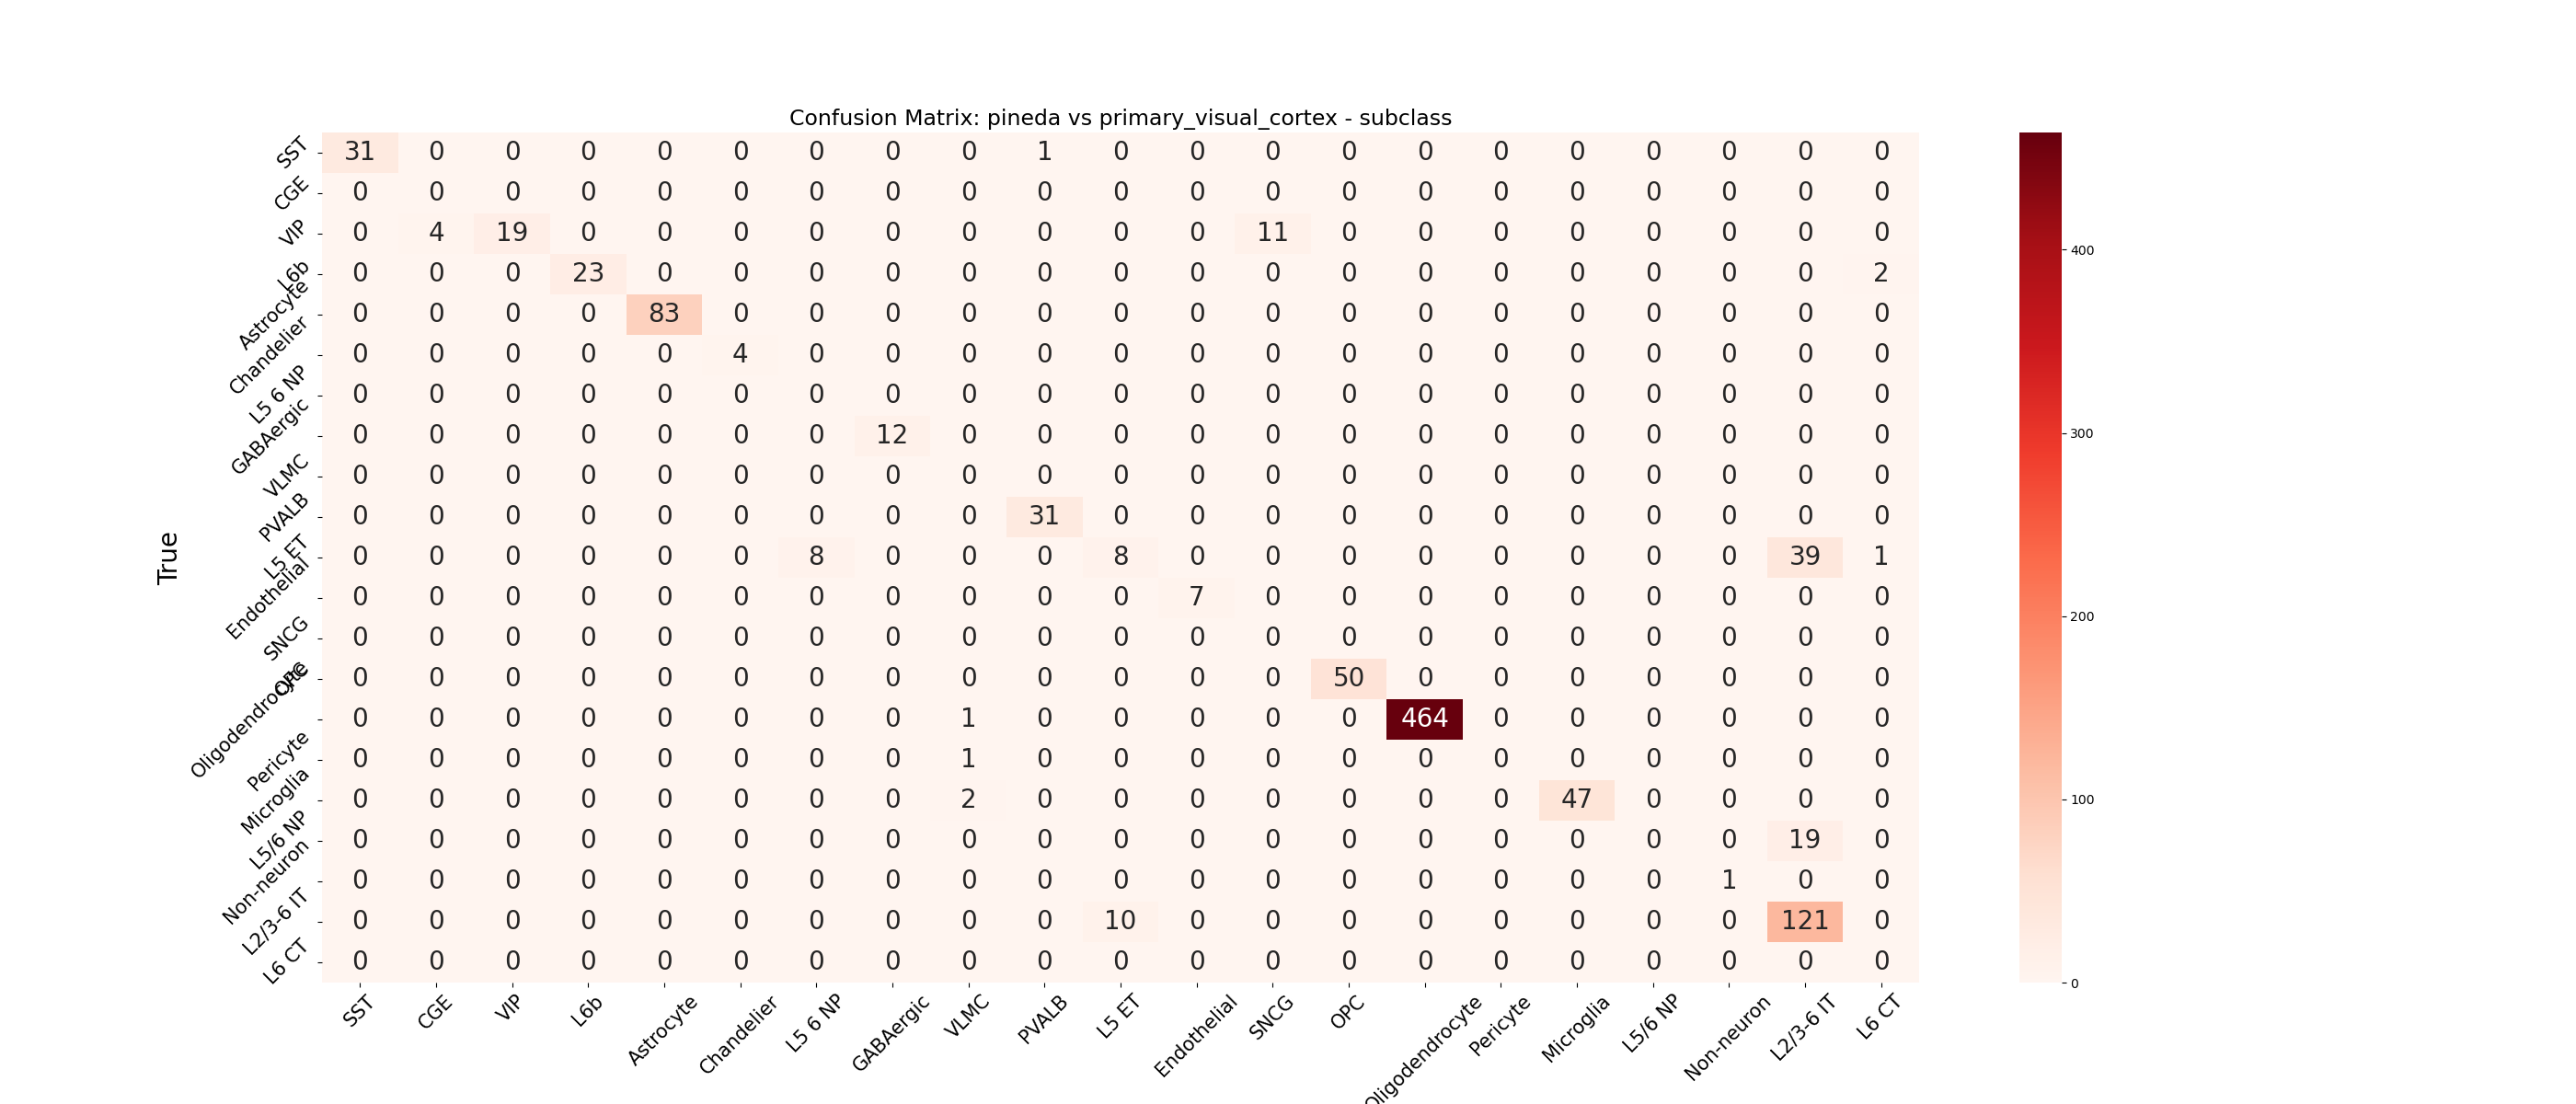 Confusion Matrix: pineda vs primary_visual_cortex - subclass
True
SST 31 0 0 0 0 0 0 0 0 1 0 0 0 0 0 0 0 0 0 0 0
CGE 0 0 0 0 0 0 0 0 0 0 0 0 0 0 0 0 0 0 0 0 0
VIP 0 4 19 0 0 0 0 0 0 0 0 0 11 0 0 0 0 0 0 0 0
L6b 0 0 0 23 0 0 0 0 0 0 0 0 0 0 0 0 0 0 0 0 2
Astrocyte 0 0 0 0 83 0 0 0 0 0 0 0 0 0 0 0 0 0 0 0 0
Chandelier 0 0 0 0 0 4 0 0 0 0 0 0 0 0 0 0 0 0 0 0 0
L5 6 NP 0 0 0 0 0 0 0 0 0 0 0 0 0 0 0 0 0 0 0 0 0
GABAergic 0 0 0 0 0 0 0 12 0 0 0 0 0 0 0 0 0 0 0 0 0
VLMC 0 0 0 0 0 0 0 0 0 0 0 0 0 0 0 0 0 0 0 0 0
PVALB 0 0 0 0 0 0 0 0 0 31 0 0 0 0 0 0 0 0 0 0 0
L5 ET 0 0 0 0 0 0 8 0 0 0 8 0 0 0 0 0 0 0 0 39 1
Endothelial 0 0 0 0 0 0 0 0 0 0 0 7 0 0 0 0 0 0 0 0 0
SNCG 0 0 0 0 0 0 0 0 0 0 0 0 0 0 0 0 0 0 0 0 0
OPC 0 0 0 0 0 0 0 0 0 0 0 0 0 50 0 0 0 0 0 0 0
Oligodendrocyte 0 0 0 0 0 0 0 0 1 0 0 0 0 0 464 0 0 0 0 0 0
Pericyte 0 0 0 0 0 0 0 0 1 0 0 0 0 0 0 0 0 0 0 0 0
Microglia 0 0 0 0 0 0 0 0 2 0 0 0 0 0 0 0 47 0 0 0 0
L5/6 NP 0 0 0 0 0 0 0 0 0 0 0 0 0 0 0 0 0 0 0 19 0
Non-neuron 0 0 0 0 0 0 0 0 0 0 0 0 0 0 0 0 0 0 1 0 0
L2/3-6 IT 0 0 0 0 0 0 0 0 0 0 10 0 0 0 0 0 0 0 0 121 0
L6 CT 0 0 0 0 0 0 0 0 0 0 0 0 0 0 0 0 0 0 0 0 0
SST CGE VIP L6b Astrocyte Chandelier L5 6 NP GABAergic VLMC PVALB L5 ET Endothelial SNCG OPC Oligodendrocyte Pericyte Microglia L5/6 NP Non-neuron L2/3-6 IT L6 CT
400
300
200
100
0